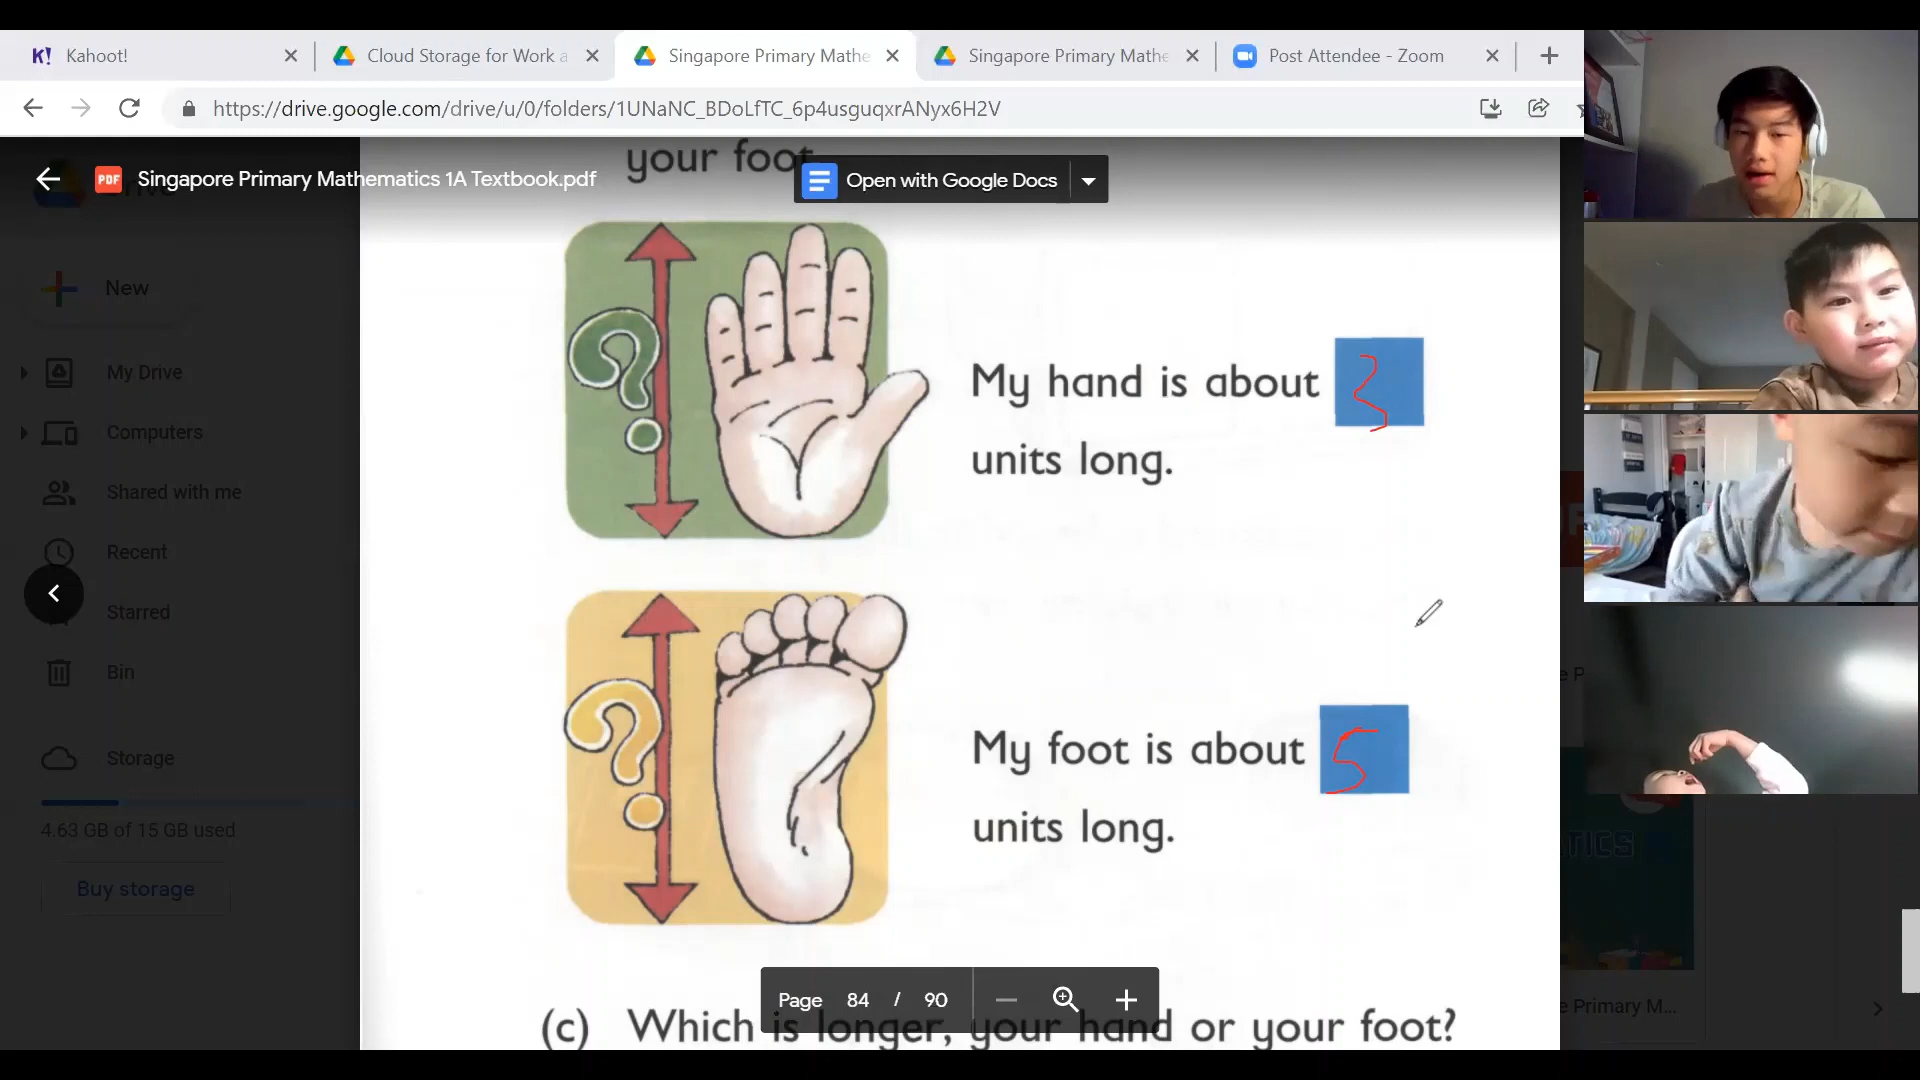 K! Kahoot!
Cloud Storage for Work a
Singapore Primary Mathe
Singapore Primary Mathe
Post Attendee - Zoom
https://drive.google.com/drive/u/0/folders/1UNaNC_BDoLfTC_6p4usguqxrANyx6H2V
your foot
PDF Singapore Primary Mathematics 1A Textbook.pdf
Open with Google Docs
New
My Drive
Computers
Shared with me
Recent
Starred
Bin
Storage
4.63 GB of 15 GB used
Buy storage
?
My hand is about 3
units long.
?
My foot is about 5
units long.
Page 84 / 90
(c) Which is longer, your hand or your foot?
e P
TICS
e Primary M...